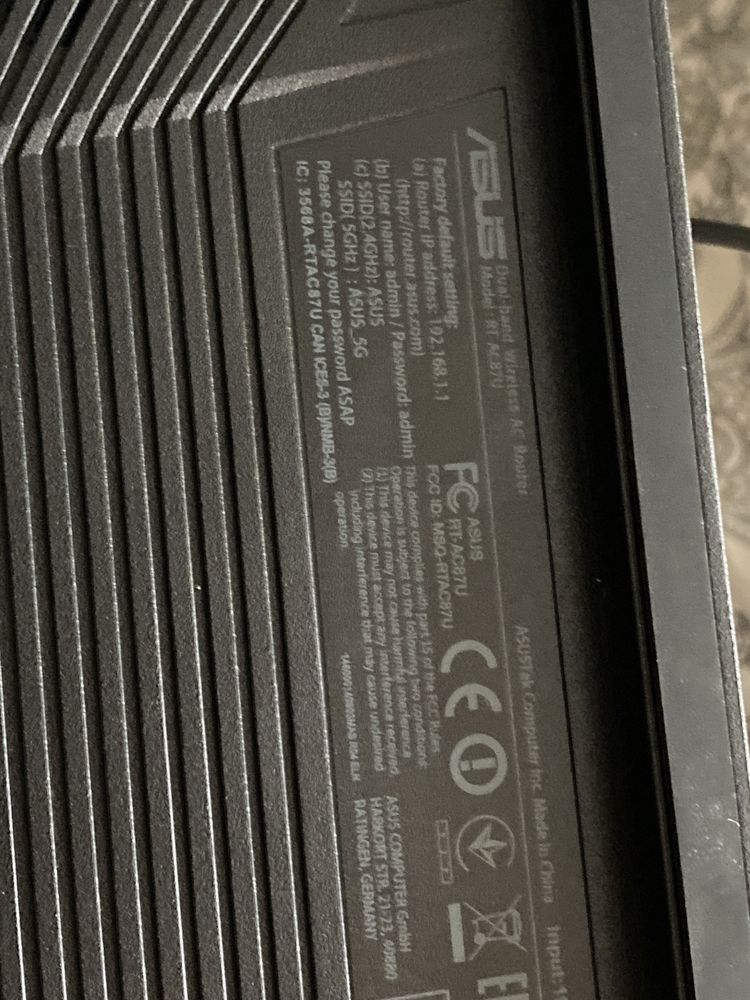 ASUS
Dual-band Wireless-AC Router
Model: RT-AC87U
ASUSTek Computer Inc. Made in China
Input:1
Factory default setting:
(a) Router IP address: 192.168.1.1
(http://router.asus.com)
(b) User name: admin / Password: admin
(c) SSID(2.4GHz): ASUS
SSID( 5GHz ) : ASUS_5G
Please change your password ASAP
IC: 3568A-RTAC87U CAN ICES-3 (B)/NMB-3(B)
FC
ASUS
RT-AC87U
FCC ID: MSQ-RTAC87U
This device complies with part 15 of the FCC Rules
Operation is subject to the following two conditions:
(1) This device may not cause harmful interference
(2) This device must accept any interference received
including interference that may cause undesired
operation.
CE
ASUS COMPUTER GmbH
HARKORT STR. 21-23, 40880
RATINGEN, GERMANY